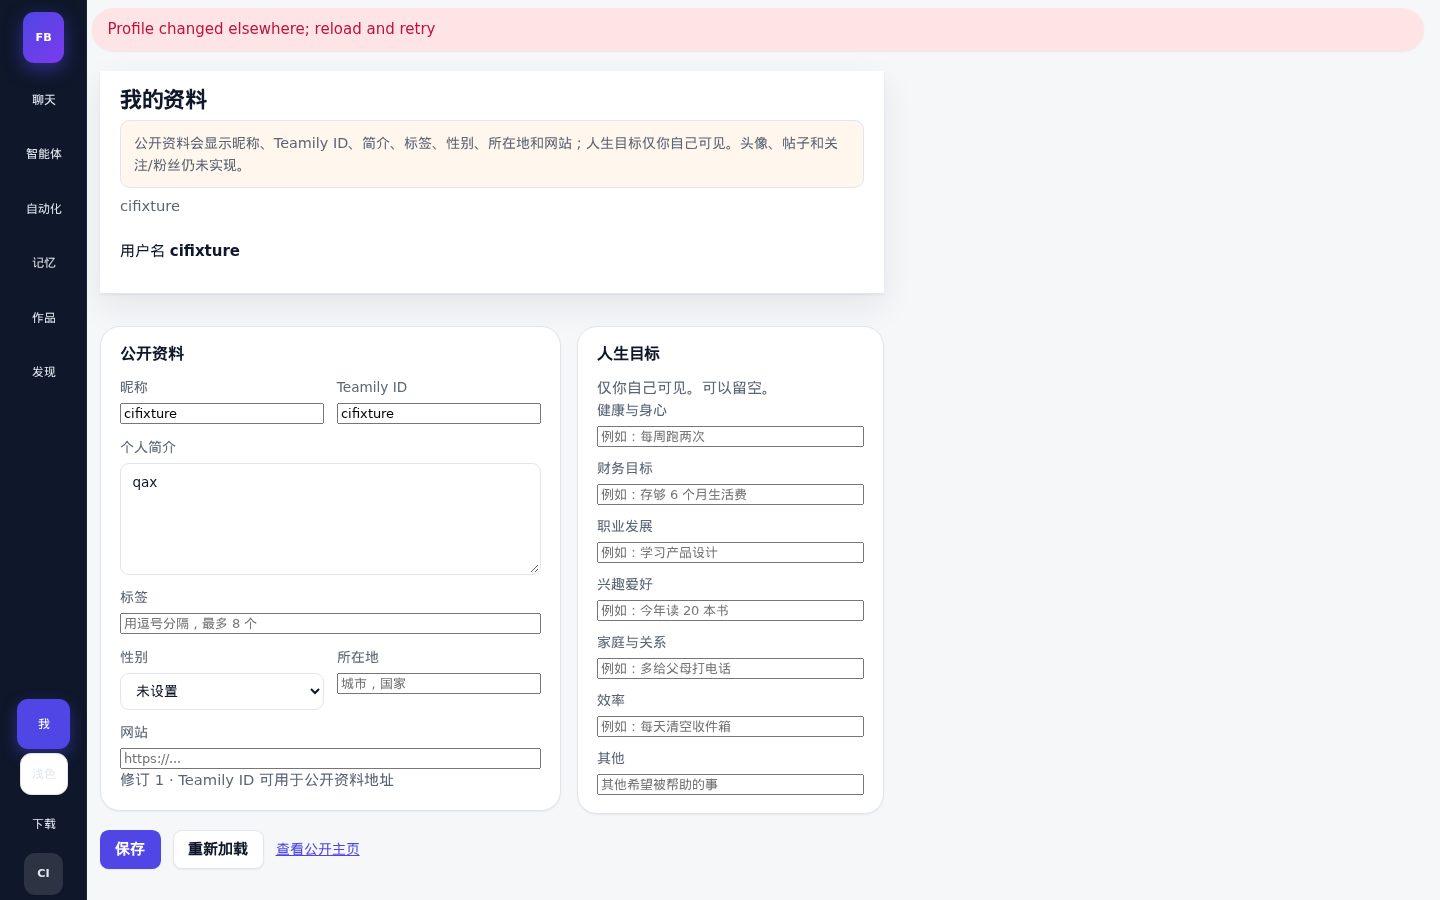 FB
聊天
智能体
自动化
记忆
作品
发现
我
浅色
下载
CI
Profile changed elsewhere; reload and retry
我的资料
公开资料会显示昵称、Teamily ID、简介、标签、性别、所在地和网站；人生目标仅你自己可见。头像、帖子和关
注/粉丝仍未实现。
cifixture
用户名 cifixture
公开资料
昵称
Teamily ID
cifixture
cifixture
个人简介
qax
标签
用逗号分隔，最多 8 个
性别
所在地
未设置
城市，国家
网站
https://...
修订 1 · Teamily ID 可用于公开资料地址
人生目标
仅你自己可见。可以留空。
健康与身心
例如：每周跑两次
财务目标
例如：存够 6 个月生活费
职业发展
例如：学习产品设计
兴趣爱好
例如：今年读 20 本书
家庭与关系
例如：多给父母打电话
效率
例如：每天清空收件箱
其他
其他希望被帮助的事
保存
重新加载
查看公开主页